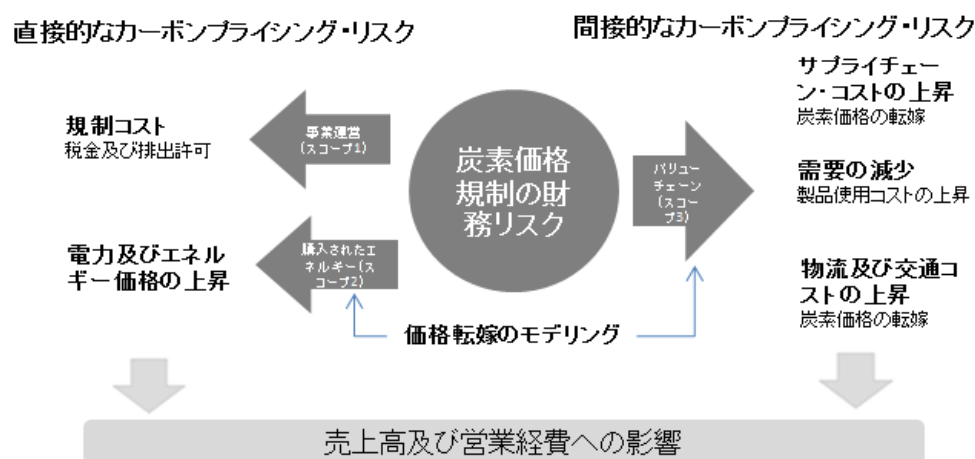 直接的なカーボンプライシング・リスク
間接的なカーボンプライシング・リスク
規制コスト
税金及び排出許可
電力及びエネル
ギー価格の上昇
事業運営
(スコープ1)
購入されたエ
ネルギー(ス
コープ2)
炭素価格
規制の財
務リスク
バリュー
チェーン
(スコー
プ3)
サプライチェー
ン・コストの上昇
炭素価格の転嫁
需要の減少
製品使用コストの上昇
物流及び交通コ
ストの上昇
炭素価格の転嫁
価格転嫁のモデリング
売上高及び営業経費への影響